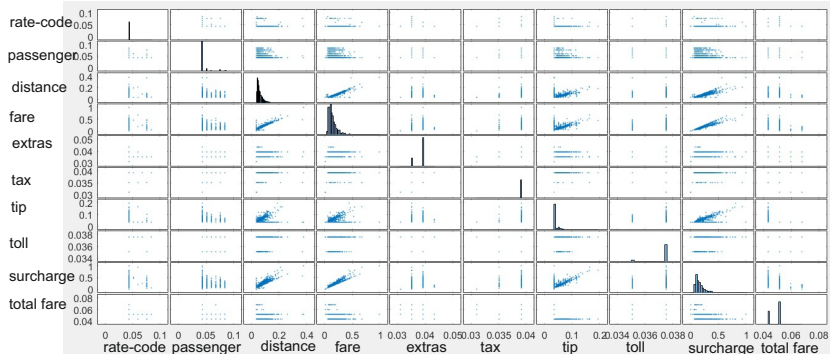 rate-code 0.1 0.05 0
passenger 0.1 0.05 0
distance 0.4 0.2 0
fare 1 0.5 0
extras 0.05 0.04 0.03
tax 0.04 0.035 0.03
tip 0.2 0.1 0
toll 0.038 0.036 0.034
surcharge 1 0.5 0
total fare 0.08 0.06 0.04
0 0.05 0.1 0 0.05 0.1 0 0.2 0.4 0 0.5 1 0.03 0.04 0.05 0.03 0.035 0.04 0 0.1 0.2 0.034 0.036 0.038 0 0.5 1 0.04 0.06 0.08
rate-code passenger distance fare extras tax tip toll surcharge total fare